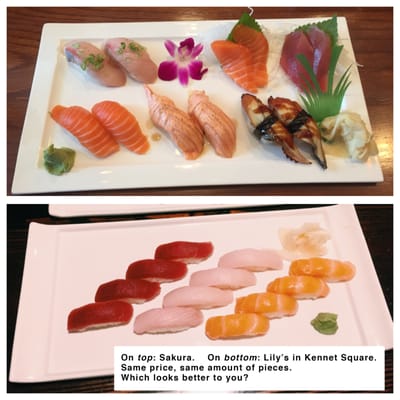 On top: Sakura. On bottom: Lily's in Kennet Square.
Same price, same amount of pieces.
Which looks better to you?